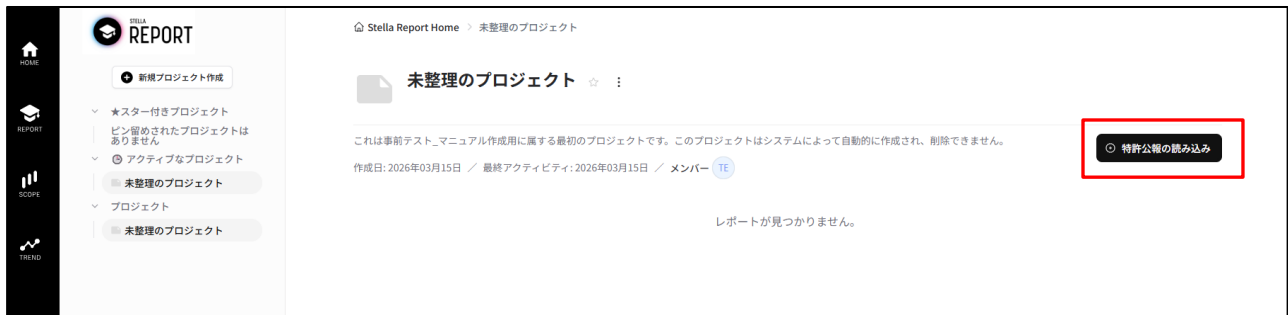 HOME
REPORT
SCOPE
TREND
STELLA
REPORT
新規プロジェクト作成
★スター付きプロジェクト
ピン留めされたプロジェクトは
ありません
アクティブなプロジェクト
未整理のプロジェクト
プロジェクト
未整理のプロジェクト
Stella Report Home > 未整理のプロジェクト
未整理のプロジェクト
これは事前テスト_マニュアル作成用に属する最初のプロジェクトです。このプロジェクトはシステムによって自動的に作成され、削除できません。
作成日: 2026年03月15日 ／ 最終アクティビティ: 2026年03月15日 ／ メンバー TE
特許公報の読み込み
レポートが見つかりません。